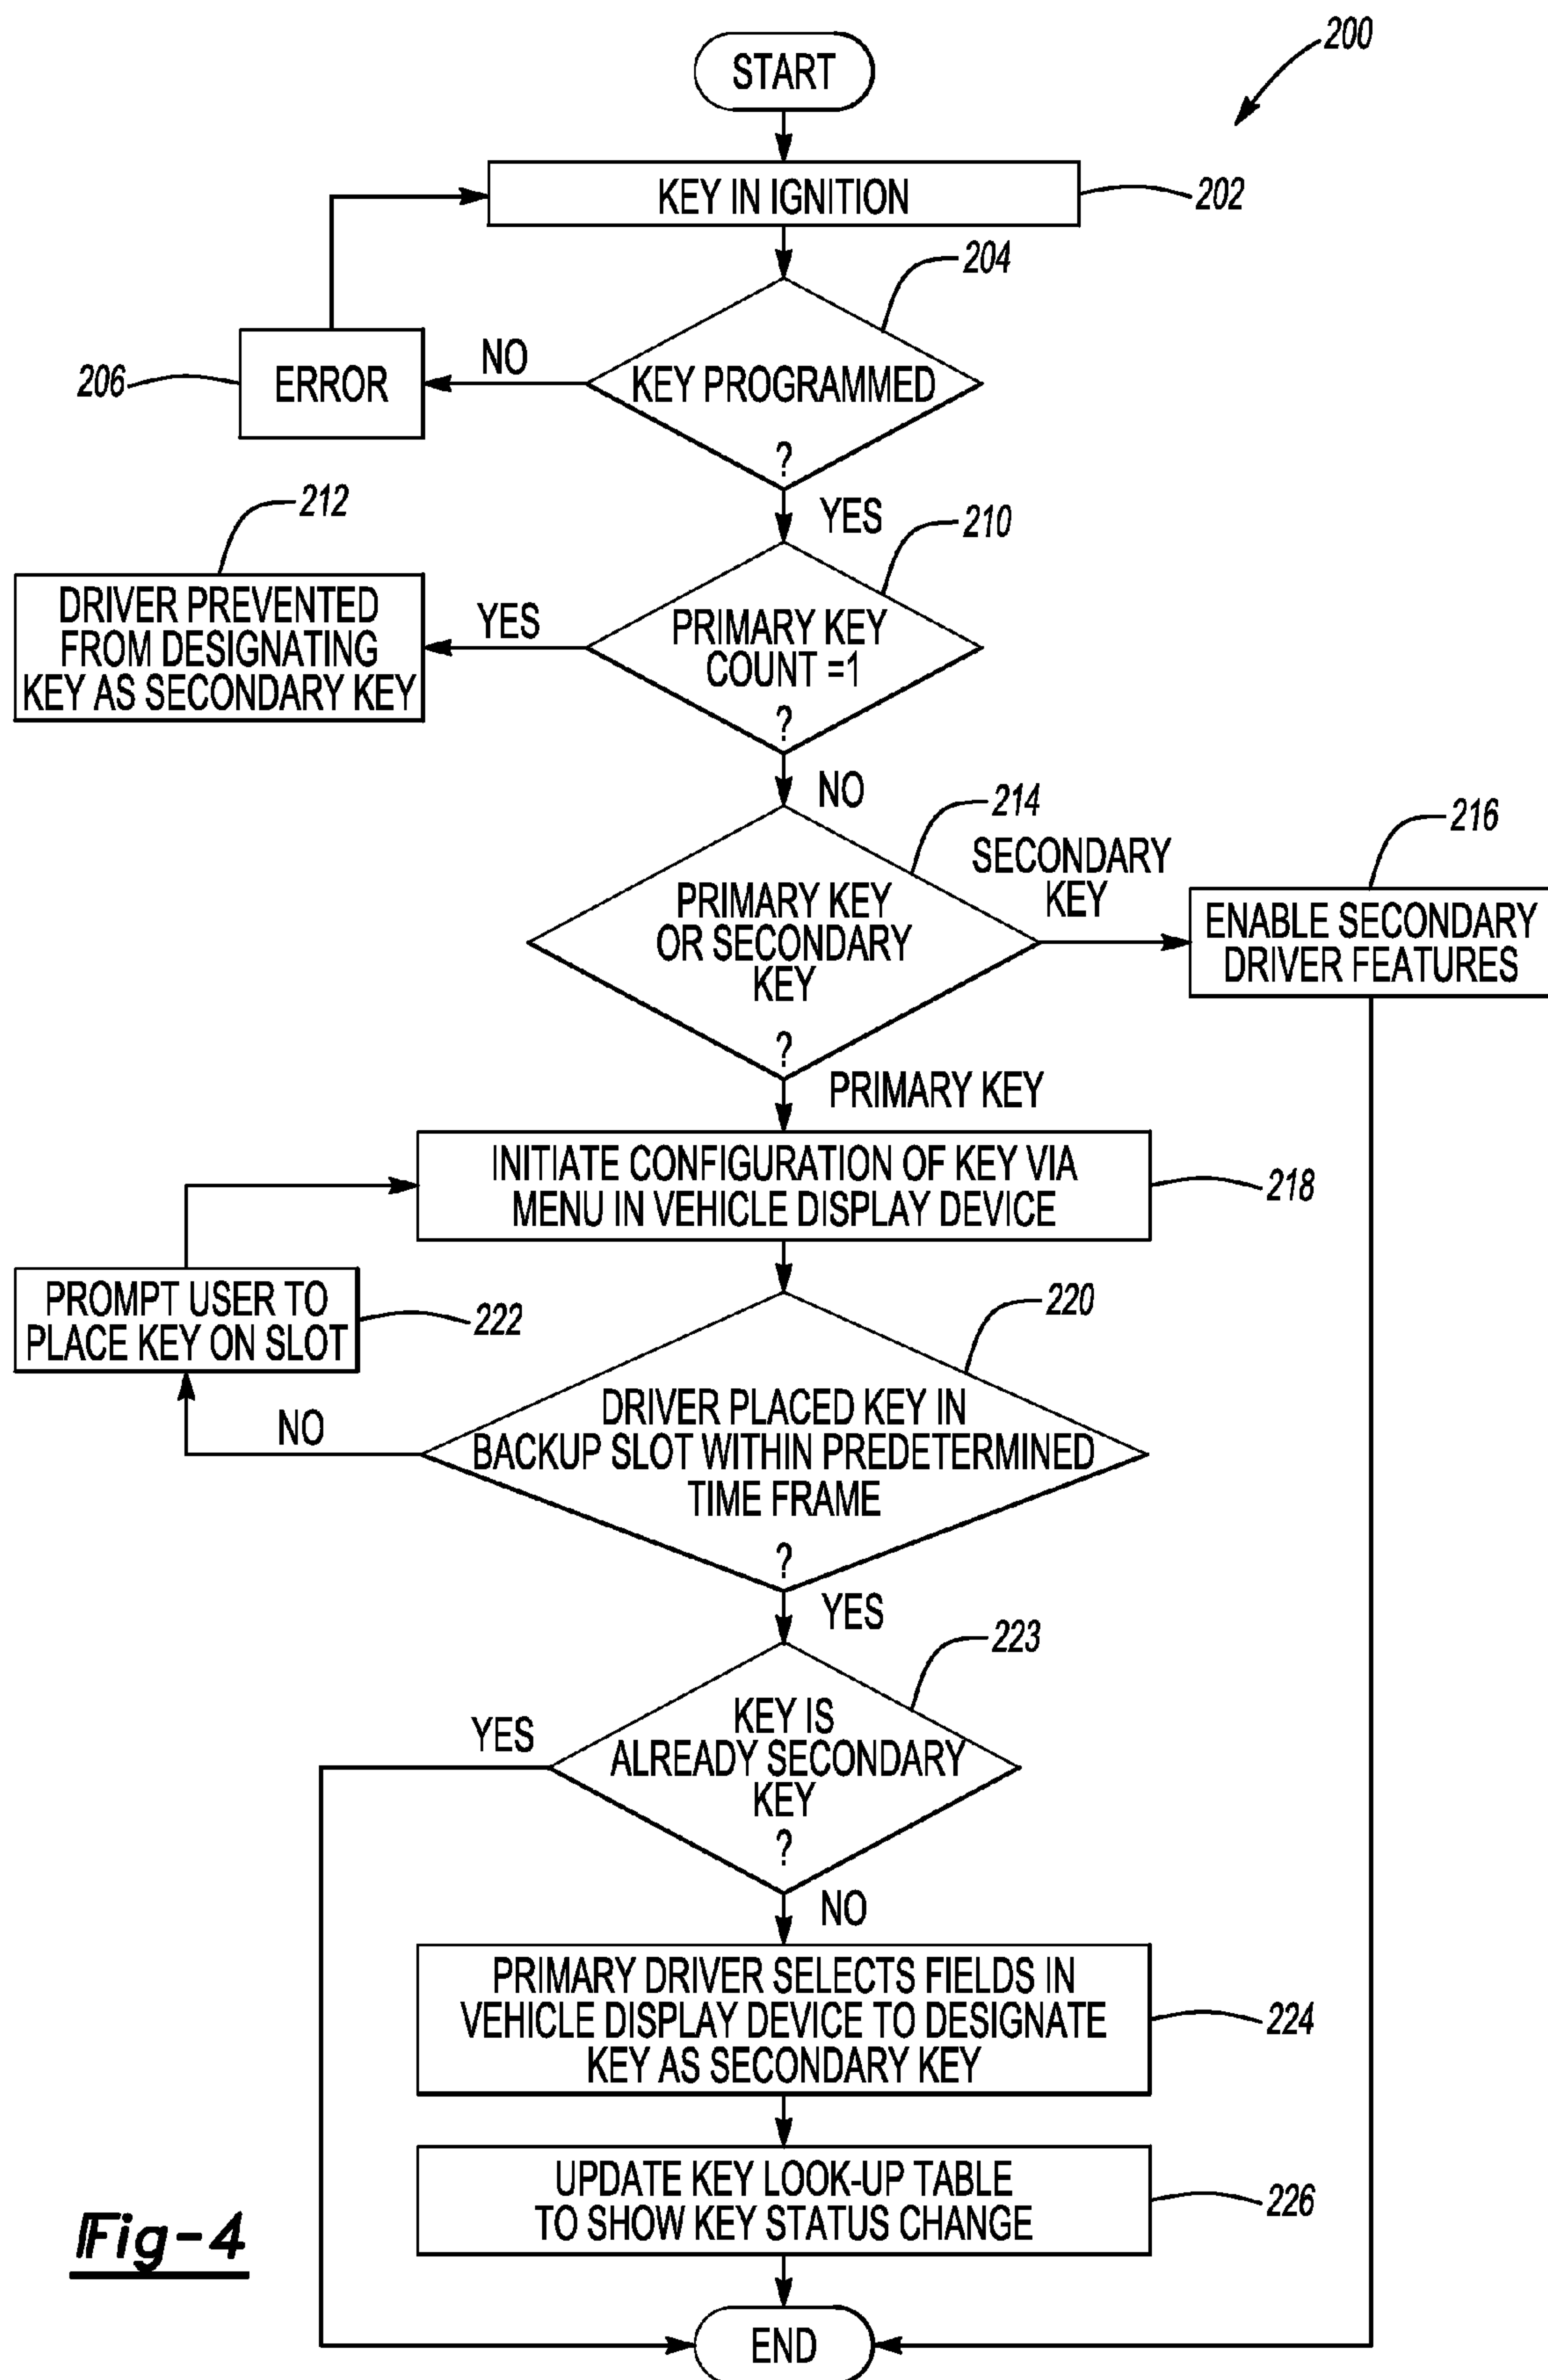 200
START
KEY IN IGNITION
202
204
206
ERROR
NO
KEY PROGRAMMED
?
YES
212
210
DRIVER PREVENTED
FROM DESIGNATING
KEY AS SECONDARY KEY
YES
PRIMARY KEY
COUNT =1
?
NO
214
SECONDARY
KEY
216
PRIMARY KEY
OR SECONDARY
KEY
?
ENABLE SECONDARY
DRIVER FEATURES
PRIMARY KEY
INITIATE CONFIGURATION OF KEY VIA
MENU IN VEHICLE DISPLAY DEVICE
218
PROMPT USER TO
PLACE KEY ON SLOT
222
220
NO
DRIVER PLACED KEY IN
BACKUP SLOT WITHIN PREDETERMINED
TIME FRAME
?
YES
223
YES
KEY IS
ALREADY SECONDARY
KEY
?
NO
PRIMARY DRIVER SELECTS FIELDS IN
VEHICLE DISPLAY DEVICE TO DESIGNATE
KEY AS SECONDARY KEY
224
UPDATE KEY LOOK-UP TABLE
TO SHOW KEY STATUS CHANGE
226
Fig-4
END